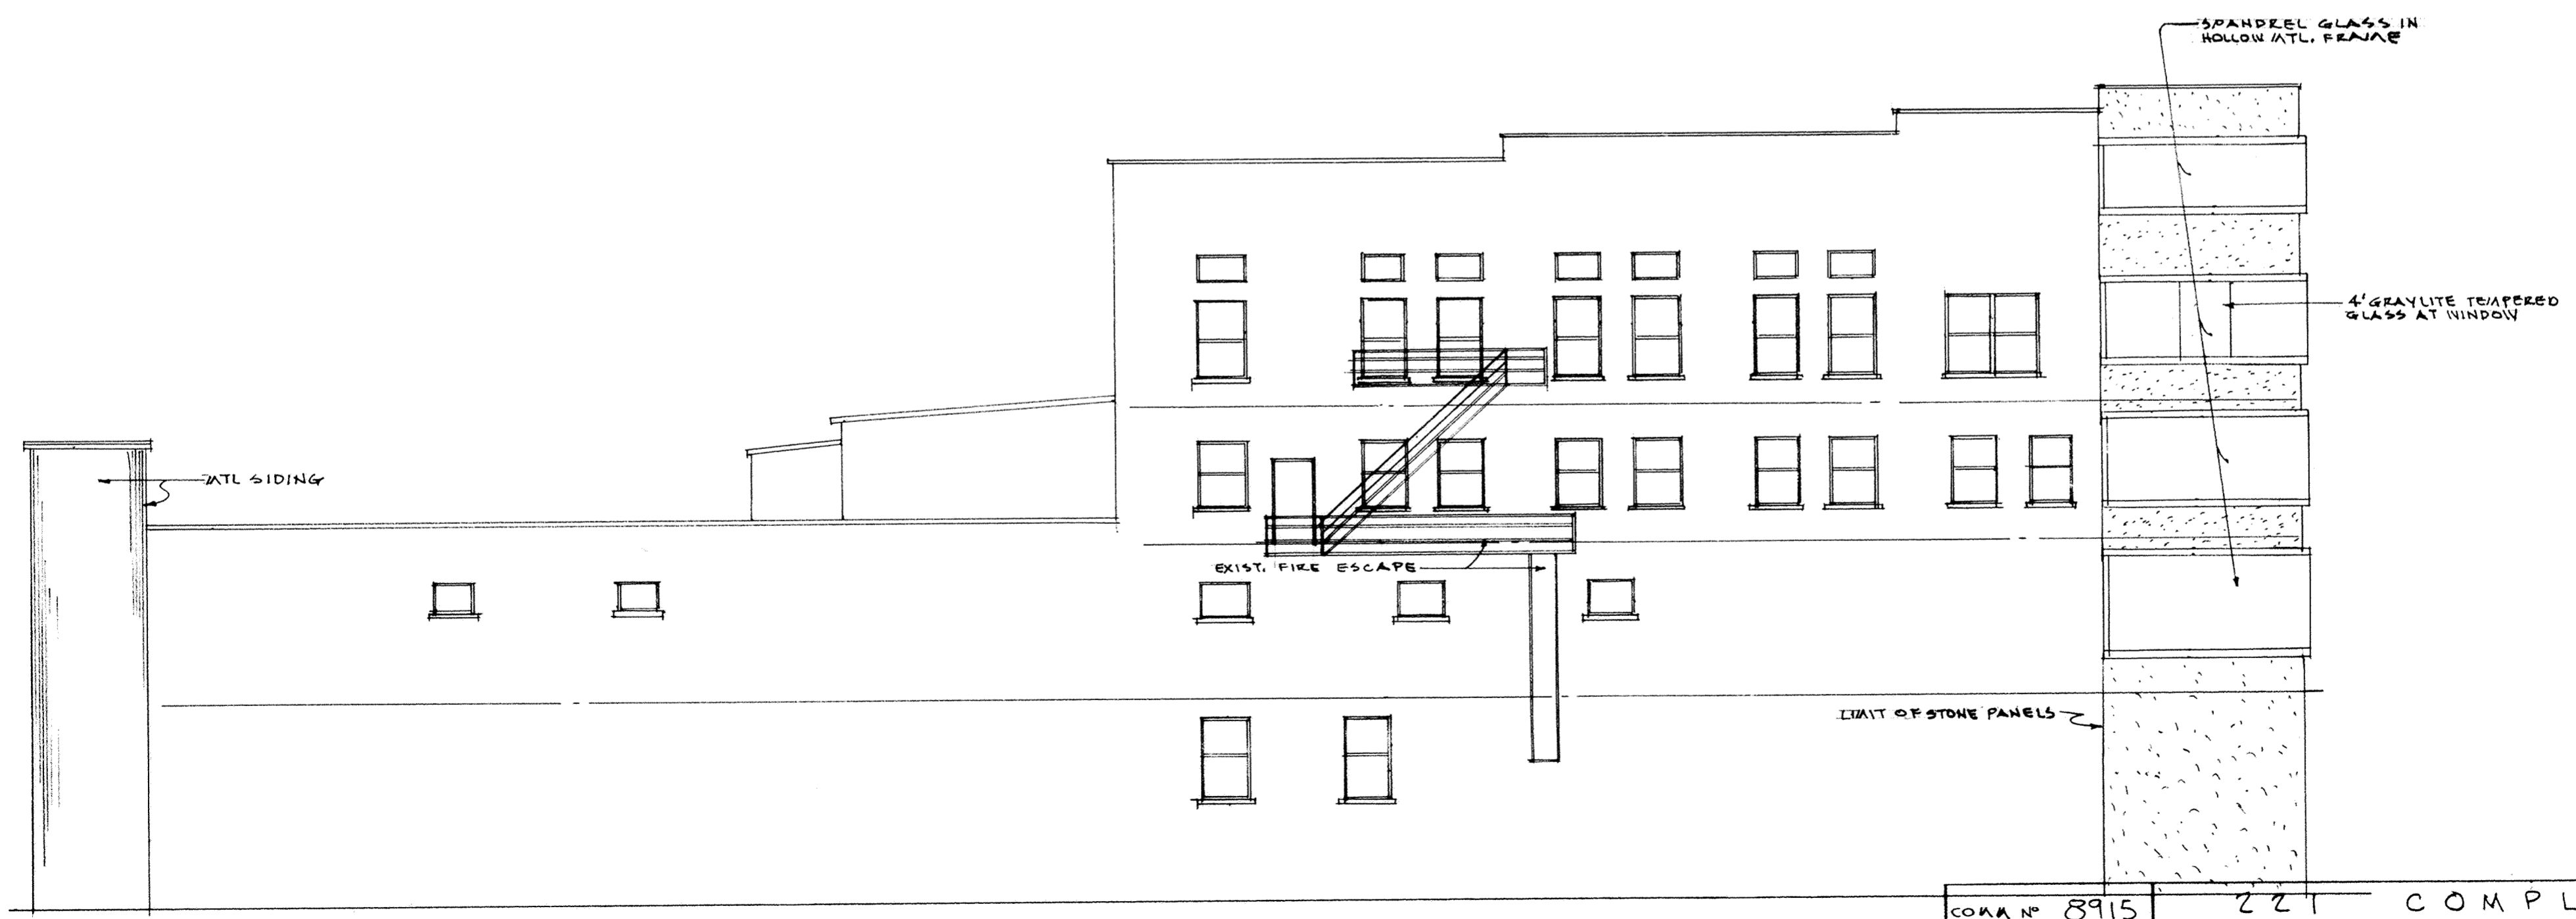 SPANDREL GLASS IN
HOLLOW MTL. FRAME
4' GRAYLITE TEMPERED
GLASS AT WINDOW
MTL SIDING
EXIST. FIRE ESCAPE
LIMIT OF STONE PANELS
COMM Nº 8915
221
COMPL